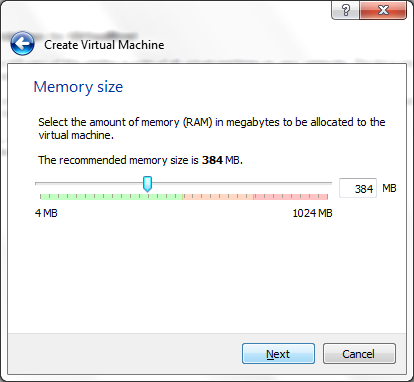 ?
Create Virtual Machine
Memory size
Select the amount of memory (RAM) in megabytes to be allocated to the
virtual machine.
The recommended memory size is 384 MB.
384 MB
4 MB 1024 MB
Next Cancel